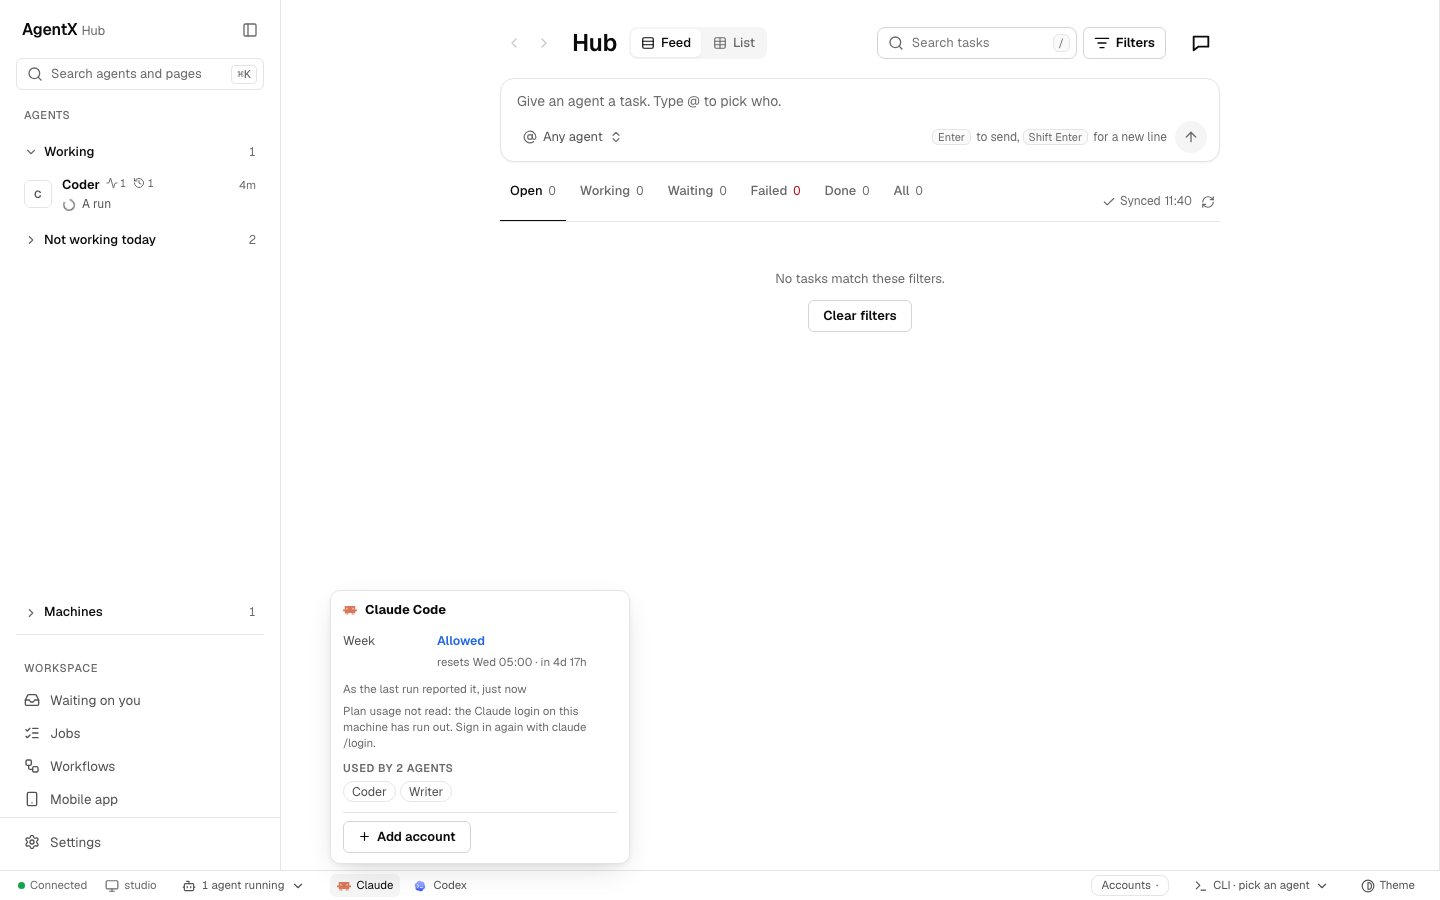 AgentX Hub
Search agents and pages ⌘K
AGENTS
Working 1
C Coder 1 1 4m
A run
Not working today 2
Machines 1
WORKSPACE
Waiting on you
Jobs
Workflows
Mobile app
Settings
Hub Feed List Search tasks / Filters
Give an agent a task. Type @ to pick who.
Any agent Enter to send, Shift Enter for a new line
Open 0 Working 0 Waiting 0 Failed 0 Done 0 All 0
Synced 11:40
No tasks match these filters.
Clear filters
Claude Code
Week Allowed
resets Wed 05:00 · in 4d 17h
As the last run reported it, just now
Plan usage not read: the Claude login on this
machine has run out. Sign in again with claude
/login.
USED BY 2 AGENTS
Coder Writer
+ Add account
Connected studio 1 agent running Claude Codex Accounts · CLI · pick an agent Theme